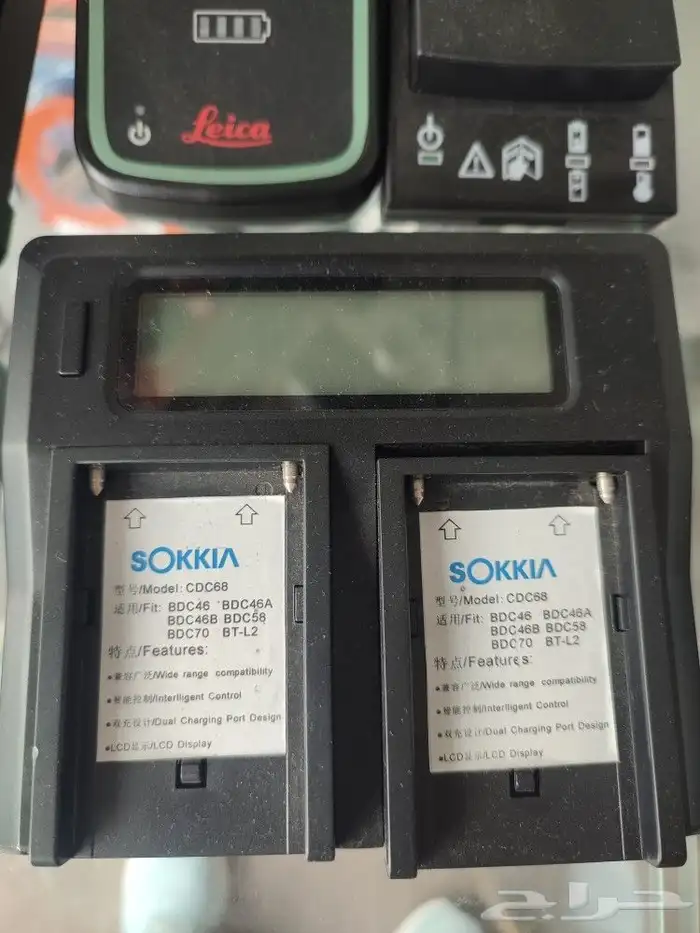 Leica
SOKKIA
型号/Model: CDC68
适用/Fit: BDC46 BDC46A
BDC46B BDC58
BDC70 BT-L2
特点/Features:
●兼容广泛/Wide range compatibility
●智能控制/Interlligent Control
●双充设计/Dual Charging Port Design
●LCD显示/LCD Display
SOKKIA
型号/Model: CDC68
适用/Fit: BDC46 BDC46A
BDC46B BDC58
BDC70 BT-L2
特点/Features:
●兼容广泛/Wide range compatibility
●智能控制/Interlligent Control
●双充设计/Dual Charging Port Design
●LCD显示/LCD Display
حراج